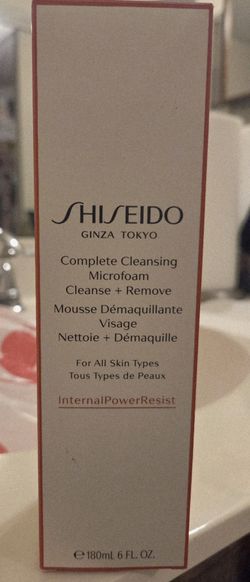 SHISEIDO
GINZA TOKYO
Complete Cleansing
Microfoam
Cleanse + Remove
Mousse Démaquillante
Visage
Nettoie + Démaquille
For All Skin Types
Tous Types de Peaux
InternalPowerResist
℮180mL 6 FL. OZ.